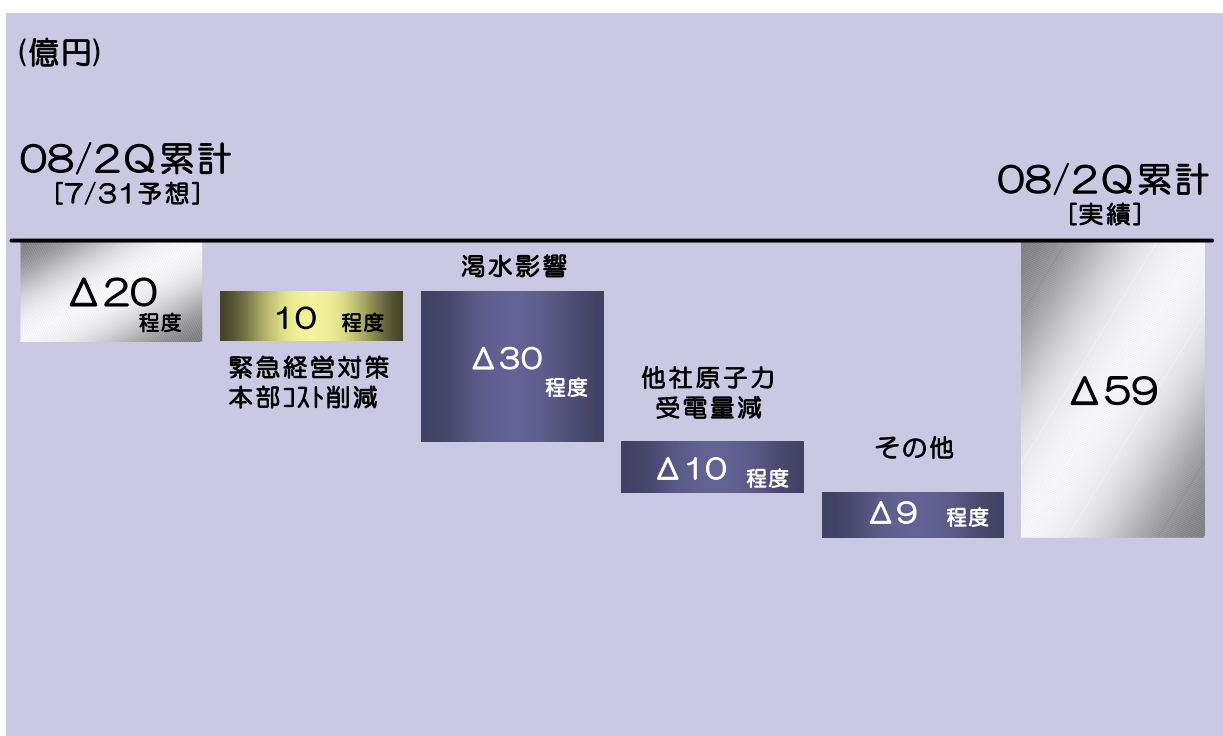 (億円)
08/2Q累計
[7/31予想]
08/2Q累計
[実績]
Δ20
程度
10 程度
緊急経営対策
本部ｺｽﾄ削減
渇水影響
Δ30
程度
他社原子力
受電量減
Δ10 程度
その他
Δ9 程度
Δ59